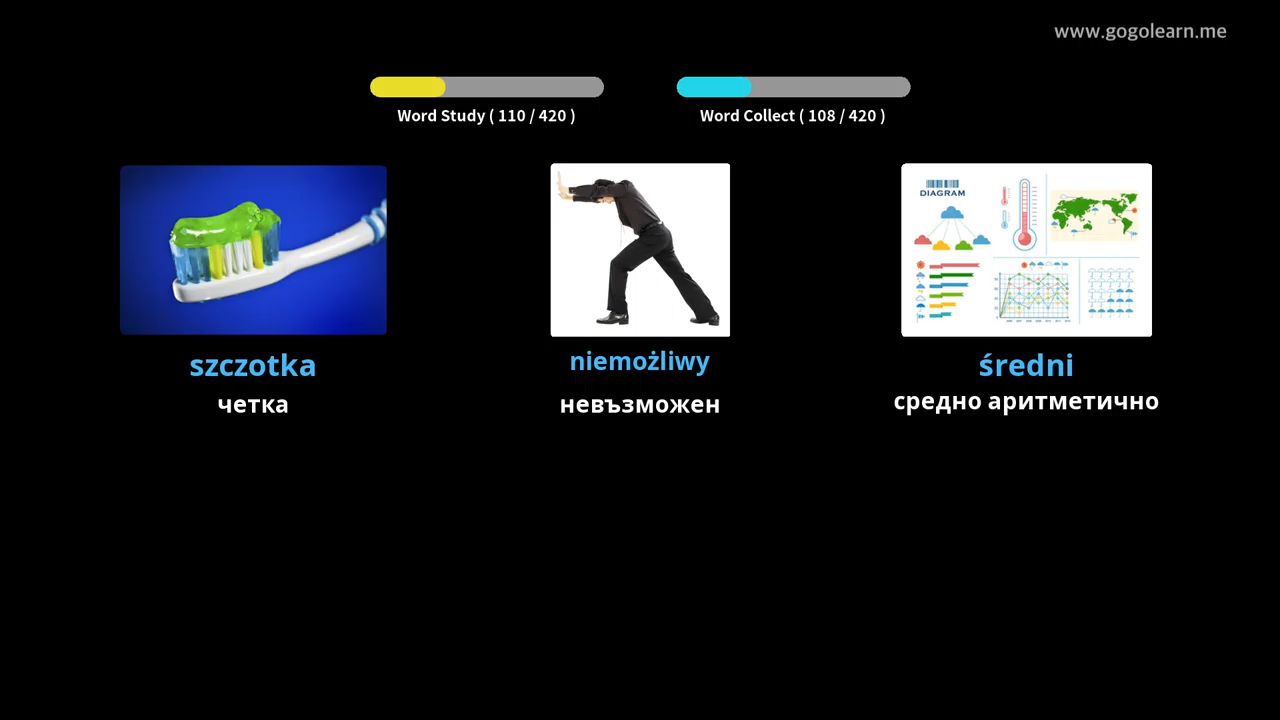 www.gogolearn.me
Word Study ( 110 / 420 )
Word Collect ( 108 / 420 )
DIAGRAM
szczotka
niemożliwy
średni
четка
невъзможен
средно аритметично